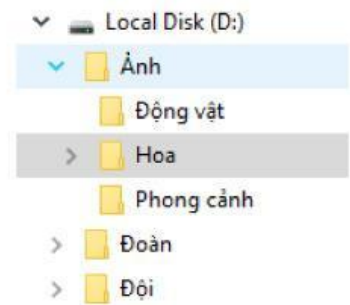 Local Disk (D:)
Ảnh
Động vật
Hoa
Phong cảnh
Đoàn
Đội